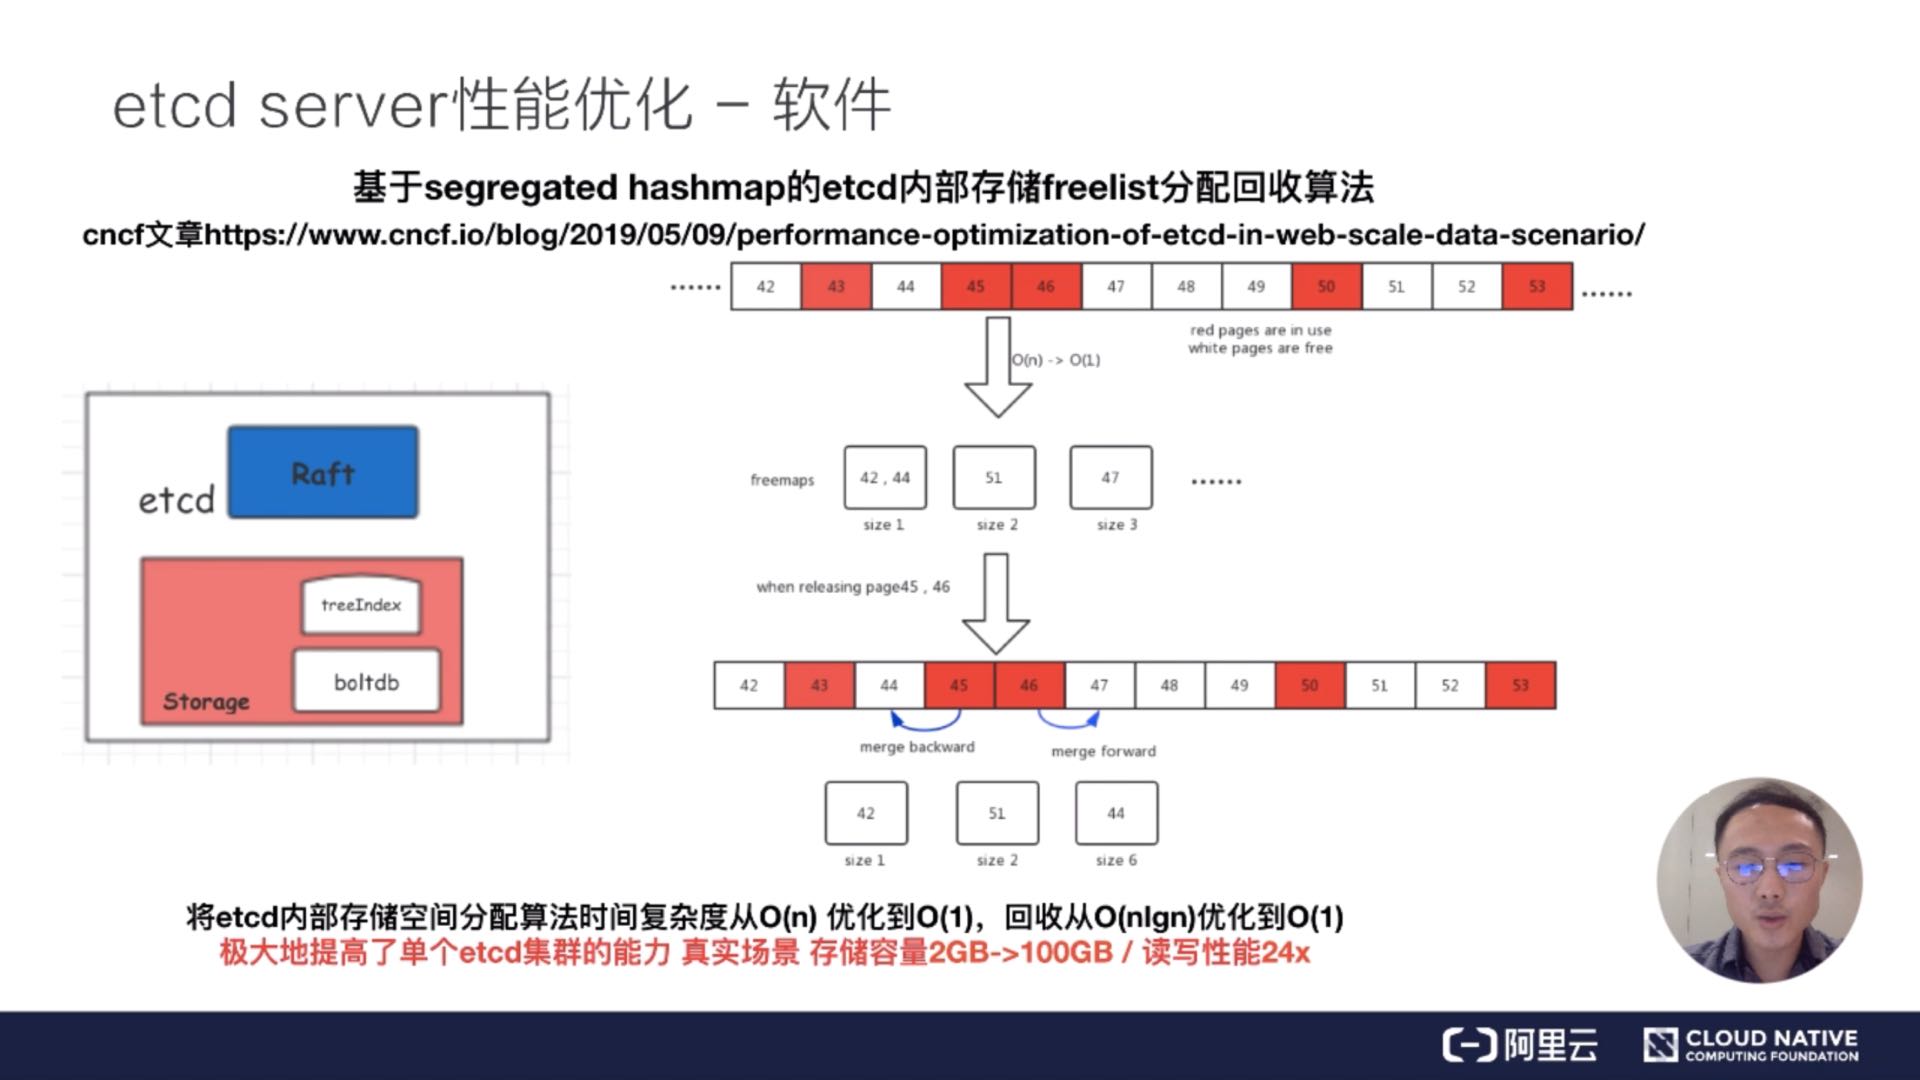 etcd server性能优化 – 软件
基于segregated hashmap的etcd内部存储freelist分配回收算法
cncf文章https://www.cncf.io/blog/2019/05/09/performance-optimization-of-etcd-in-web-scale-data-scenario/
...... 42 43 44 45 46 47 48 49 50 51 52 53 ......
red pages are in use
white pages are free
O(n) -> O(1)
Raft
etcd
treeIndex
boltdb
Storage
freemaps 42 , 44 51 47 ......
size 1 size 2 size 3
when releasing page45 , 46
42 43 44 45 46 47 48 49 50 51 52 53
merge backward merge forward
42 51 44
size 1 size 2 size 6
将etcd内部存储空间分配算法时间复杂度从O(n) 优化到O(1)，回收从O(nlgn)优化到O(1)
极大地提高了单个etcd集群的能力 真实场景 存储容量2GB->100GB / 读写性能24x
阿里云
CLOUD NATIVE
COMPUTING FOUNDATION